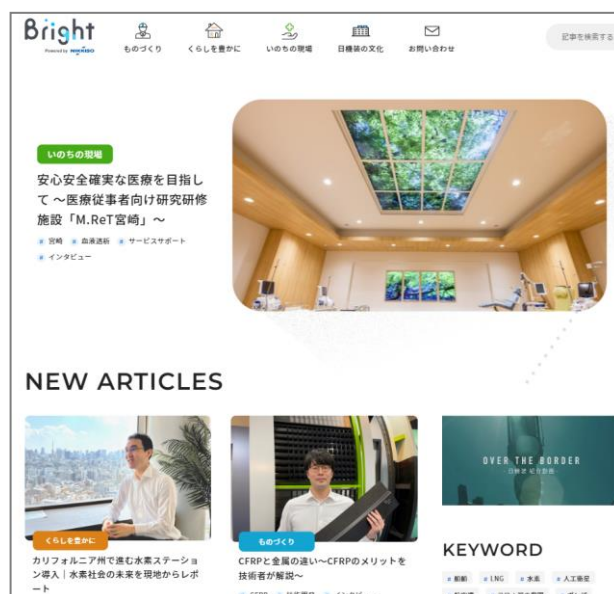 Bright
Powered by NIKKISO
ものづくり
くらしを豊かに
いのちの現場
日機装の文化
お問い合わせ
記事を検索する
いのちの現場
安心安全確実な医療を目指し
て ～医療従事者向け研究研修
施設「M.ReT宮崎」～
# 宮崎 # 血液透析 # サービスサポート
# インタビュー
NEW ARTICLES
くらしを豊かに
カリフォルニア州で進む水素ステーショ
ン導入｜水素社会の未来を現地からレポ
ート
ものづくり
CFRPと金属の違い～CFRPのメリットを
技術者が解説～
OVER THE BORDER
KEYWORD
# 船舶 # LNG # 水素 # 人工衛星